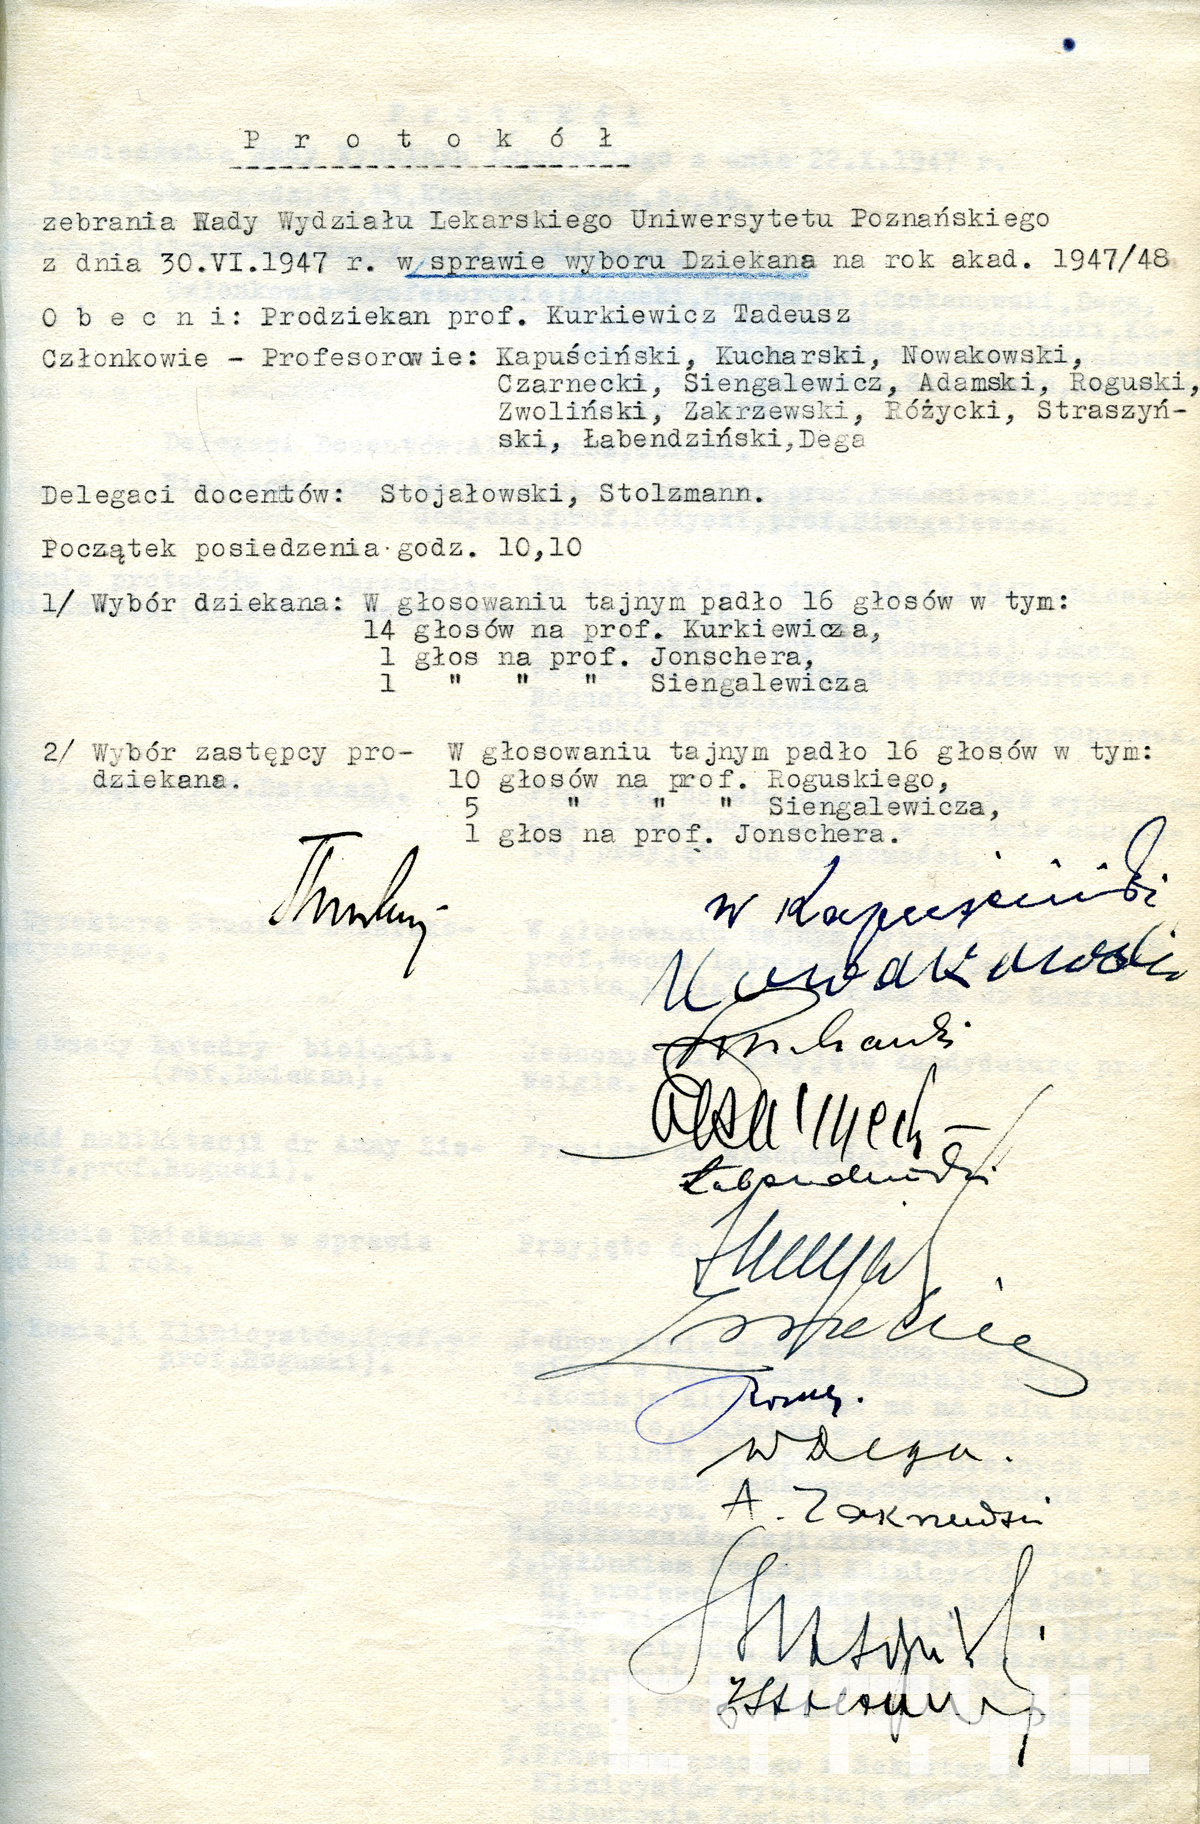 P r o t o k ó ł
zebrania Rady Wydziału Lekarskiego Uniwersytetu Poznańskiego
z dnia 30.VI.1947 r. w sprawie wyboru Dziekana na rok akad. 1947/48
O b e c n i: Prodziekan prof. Kurkiewicz Tadeusz
Członkowie - Profesorowie: Kapuściński, Kucharski, Nowakowski,
Czarnecki, Siengalewicz, Adamski, Roguski,
Zwoliński, Zakrzewski, Różycki, Straszyń-
ski, Łabendziński,Dega
Delegaci docentów: Stojałowski, Stolzmann.
Początek posiedzenia godz. 10,10
1/ Wybór dziekana: W głosowaniu tajnym padło 16 głosów w tym:
14 głosów na prof. Kurkiewicza,
1 głos na prof. Jonschera,
1 " " " Siengalewicza
2/ Wybór zastępcy pro- W głosowaniu tajnym padło 16 głosów w tym:
dziekana. 10 głosów na prof. Roguskiego,
5 " " " Siengalewicza,
1 głos na prof. Jonschera.
W Kapuściński
Nowakowski
Łabendziński
W Dega.
A. Zakrzewski